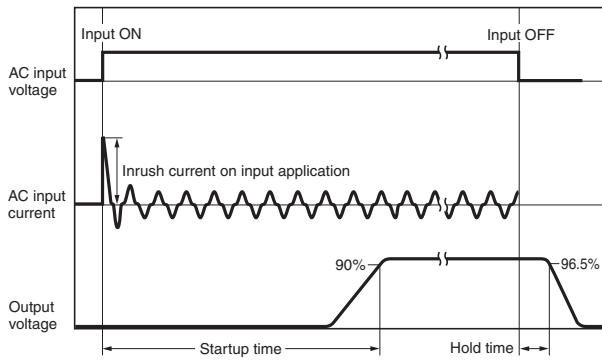 Input ON
Input OFF
AC input
voltage
Inrush current on input application
AC input
current
90%
96.5%
Output
voltage
Startup time
Hold time